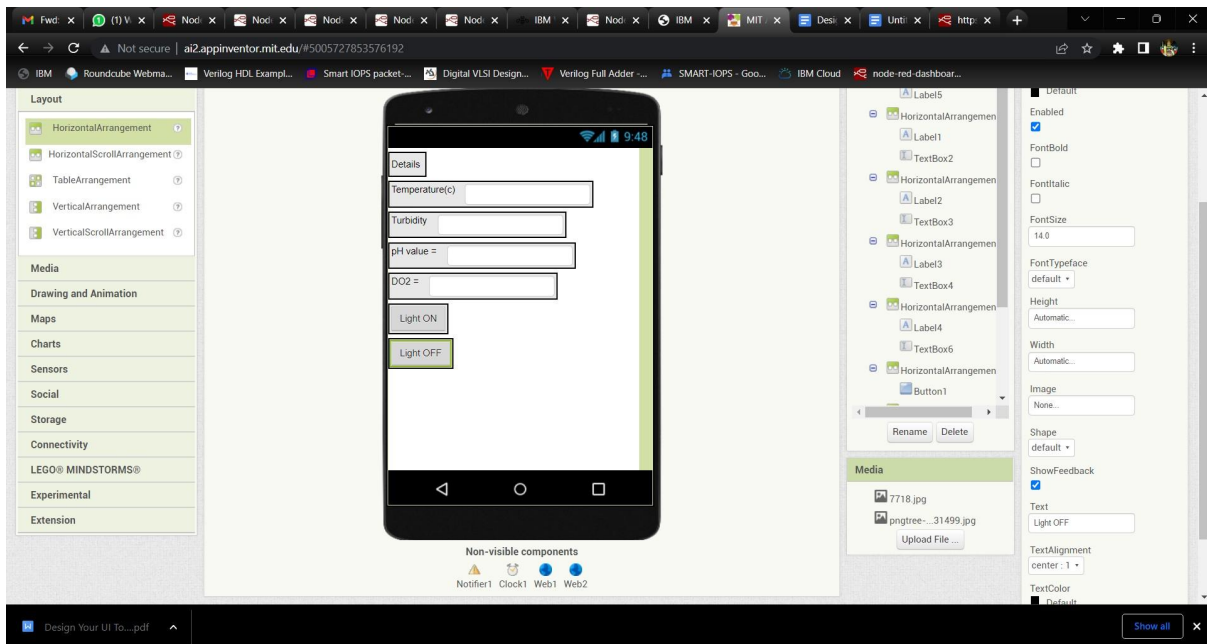 Fwd:
(1) W
Node
Node
Node
Node
Node
IBM
Node
IBM
MIT
Desi
Unti
http:
Not secure | ai2.appinventor.mit.edu/#5005727853576192
IBM
Roundcube Webma...
Verilog HDL Exampl...
Smart IOPS packet-...
Digital VLSI Design...
Verilog Full Adder -...
SMART-IOPS - Goo...
IBM Cloud
node-red-dashboar...
Layout
HorizontalArrangement
HorizontalScrollArrangement
TableArrangement
VerticalArrangement
VerticalScrollArrangement
Media
Drawing and Animation
Maps
Charts
Sensors
Social
Storage
Connectivity
LEGO® MINDSTORMS®
Experimental
Extension
9:48
Details
Temperature(c)
Turbidity
pH value =
DO2 =
Light ON
Light OFF
Non-visible components
Notifier1 Clock1 Web1 Web2
Label5
HorizontalArrangemen
Label1
TextBox2
HorizontalArrangemen
Label2
TextBox3
HorizontalArrangemen
Label3
TextBox4
HorizontalArrangemen
Label4
TextBox6
HorizontalArrangemen
Button1
Rename Delete
Media
7718.jpg
pngtree-...31499.jpg
Upload File ...
Default
Enabled
FontBold
FontItalic
FontSize
14.0
FontTypeface
default
Height
Automatic...
Width
Automatic...
Image
None...
Shape
default
ShowFeedback
Text
Light OFF
TextAlignment
center : 1
TextColor
Default
Design Your UI To....pdf
Show all